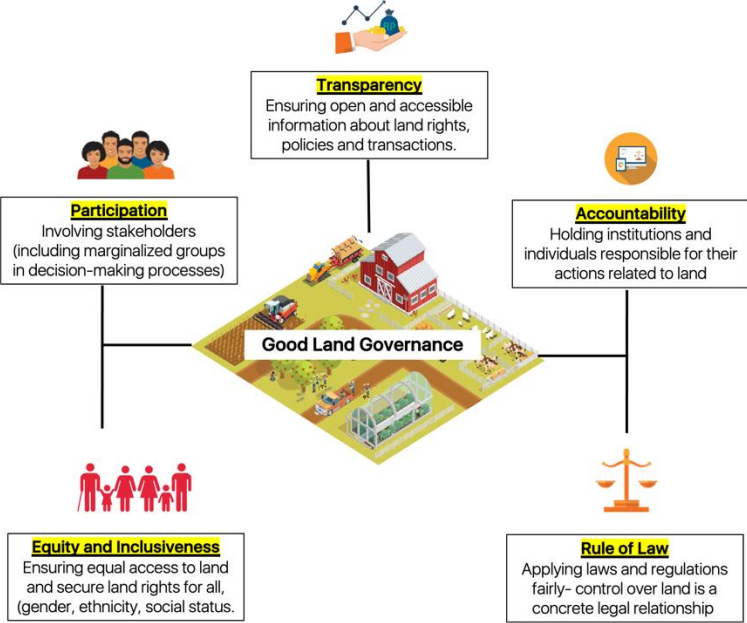 Transparency
Ensuring open and accessible
information about land rights,
policies and transactions.
Participation
Involving stakeholders
(including marginalized groups
in decision-making processes)
Accountability
Holding institutions and
individuals responsible for their
actions related to land
Good Land Governance
Equity and Inclusiveness
Ensuring equal access to land
and secure land rights for all,
(gender, ethnicity, social status.
Rule of Law
Applying laws and regulations
fairly- control over land is a
concrete legal relationship